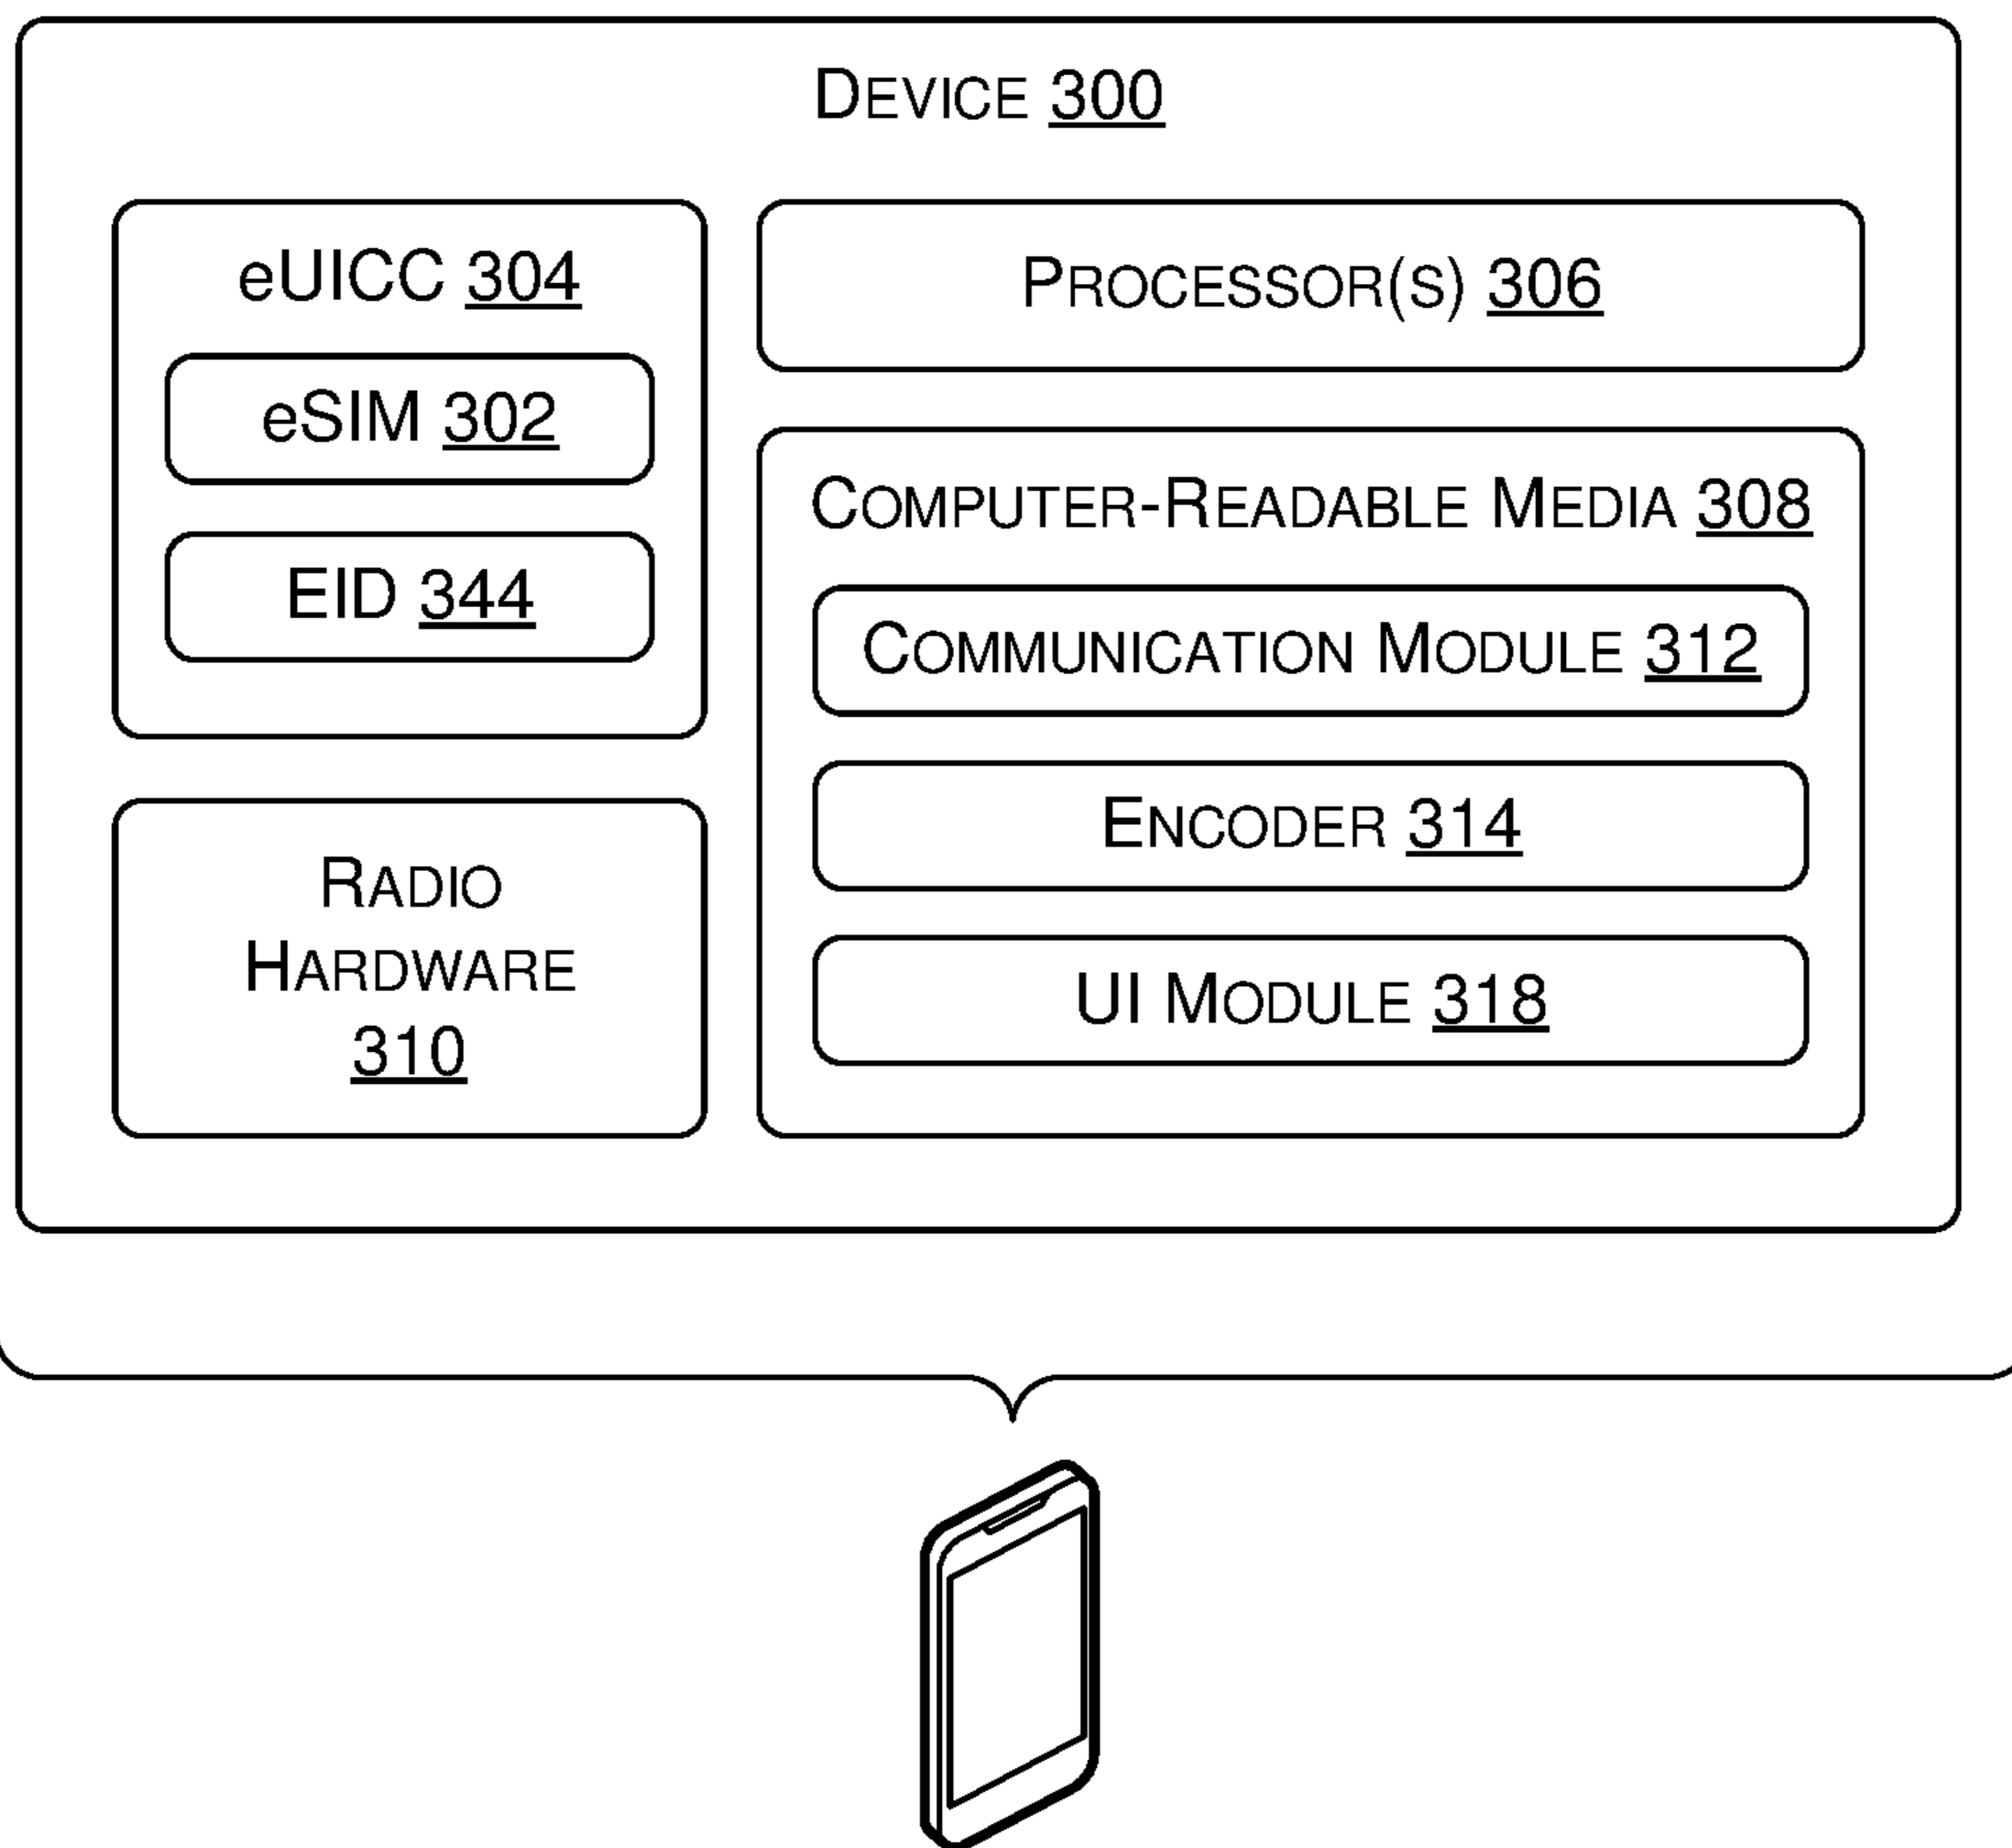 DEVICE 300
eUICC 304
eSIM 302
EID 344
RADIO
HARDWARE
310
PROCESSOR(S) 306
COMPUTER-READABLE MEDIA 308
COMMUNICATION MODULE 312
ENCODER 314
UI MODULE 318